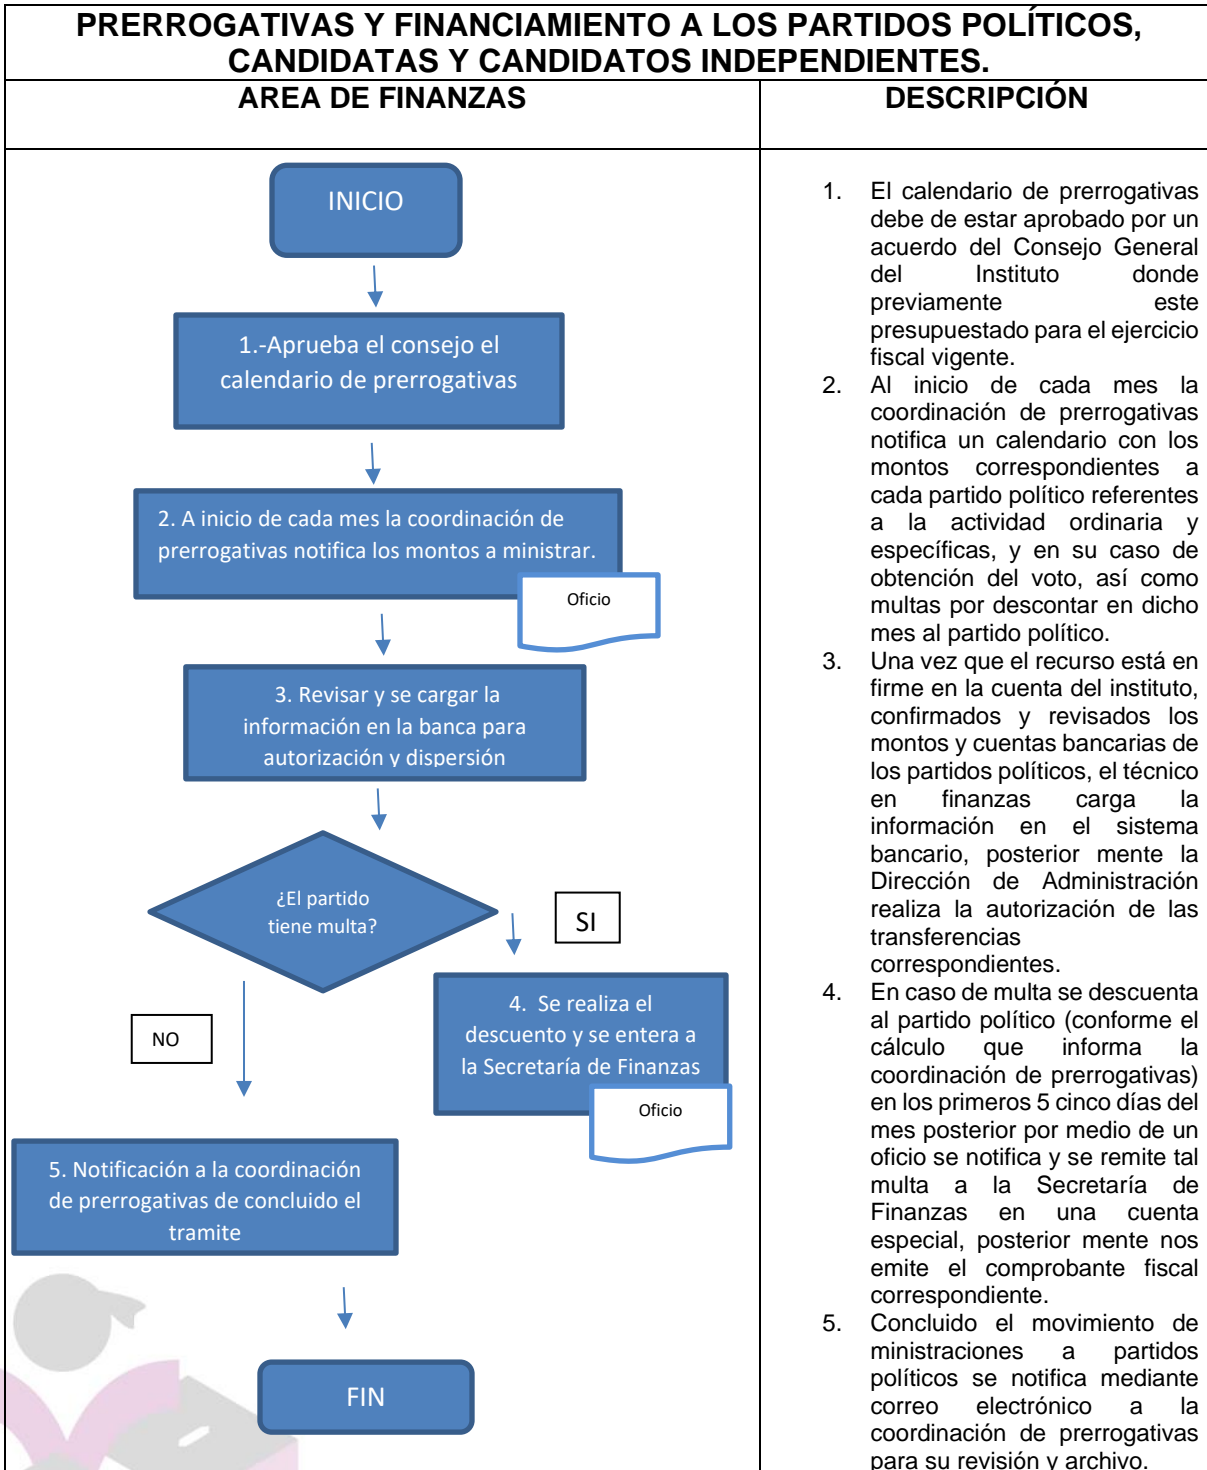 PRERROGATIVAS Y FINANCIAMIENTO A LOS PARTIDOS POLÍTICOS,
CANDIDATAS Y CANDIDATOS INDEPENDIENTES.
AREA DE FINANZAS
DESCRIPCIÓN
INICIO
1.-Aprueba el consejo el
calendario de prerrogativas
2. A inicio de cada mes la coordinación de
prerrogativas notifica los montos a ministrar.
Oficio
3. Revisar y se cargar la
información en la banca para
autorización y dispersión
¿El partido
tiene multa?
SI
NO
4. Se realiza el
descuento y se entera a
la Secretaría de Finanzas
Oficio
5. Notificación a la coordinación
de prerrogativas de concluido el
tramite
FIN
1. El calendario de prerrogativas
debe de estar aprobado por un
acuerdo del Consejo General
del Instituto donde
previamente este
presupuestado para el ejercicio
fiscal vigente.
2. Al inicio de cada mes la
coordinación de prerrogativas
notifica un calendario con los
montos correspondientes a
cada partido político referentes
a la actividad ordinaria y
específicas, y en su caso de
obtención del voto, así como
multas por descontar en dicho
mes al partido político.
3. Una vez que el recurso está en
firme en la cuenta del instituto,
confirmados y revisados los
montos y cuentas bancarias de
los partidos políticos, el técnico
en finanzas carga la
información en el sistema
bancario, posterior mente la
Dirección de Administración
realiza la autorización de las
transferencias
correspondientes.
4. En caso de multa se descuenta
al partido político (conforme el
cálculo que informa la
coordinación de prerrogativas)
en los primeros 5 cinco días del
mes posterior por medio de un
oficio se notifica y se remite tal
multa a la Secretaría de
Finanzas en una cuenta
especial, posterior mente nos
emite el comprobante fiscal
correspondiente.
5. Concluido el movimiento de
ministraciones a partidos
políticos se notifica mediante
correo electrónico a la
coordinación de prerrogativas
para su revisión y archivo.